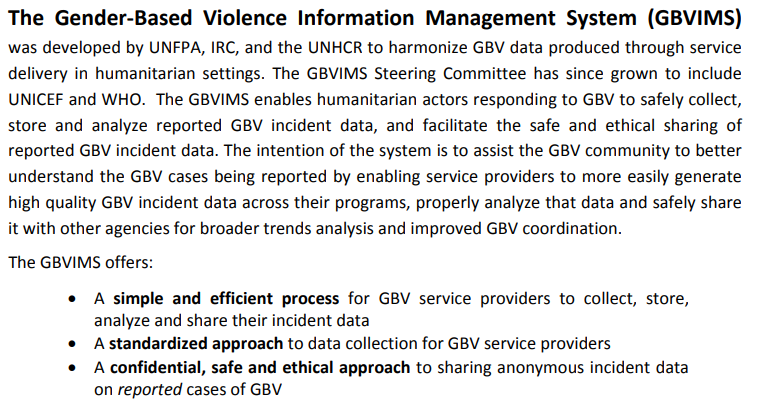 The Gender-Based Violence Information Management System (GBVIMS)
was developed by UNFPA, IRC, and the UNHCR to harmonize GBV data produced through service
delivery in humanitarian settings. The GBVIMS Steering Committee has since grown to include
UNICEF and WHO. The GBVIMS enables humanitarian actors responding to GBV to safely collect,
store and analyze reported GBV incident data, and facilitate the safe and ethical sharing of
reported GBV incident data. The intention of the system is to assist the GBV community to better
understand the GBV cases being reported by enabling service providers to more easily generate
high quality GBV incident data across their programs, properly analyze that data and safely share
it with other agencies for broader trends analysis and improved GBV coordination.
The GBVIMS offers:
• A simple and efficient process for GBV service providers to collect, store,
analyze and share their incident data
• A standardized approach to data collection for GBV service providers
• A confidential, safe and ethical approach to sharing anonymous incident data
on reported cases of GBV